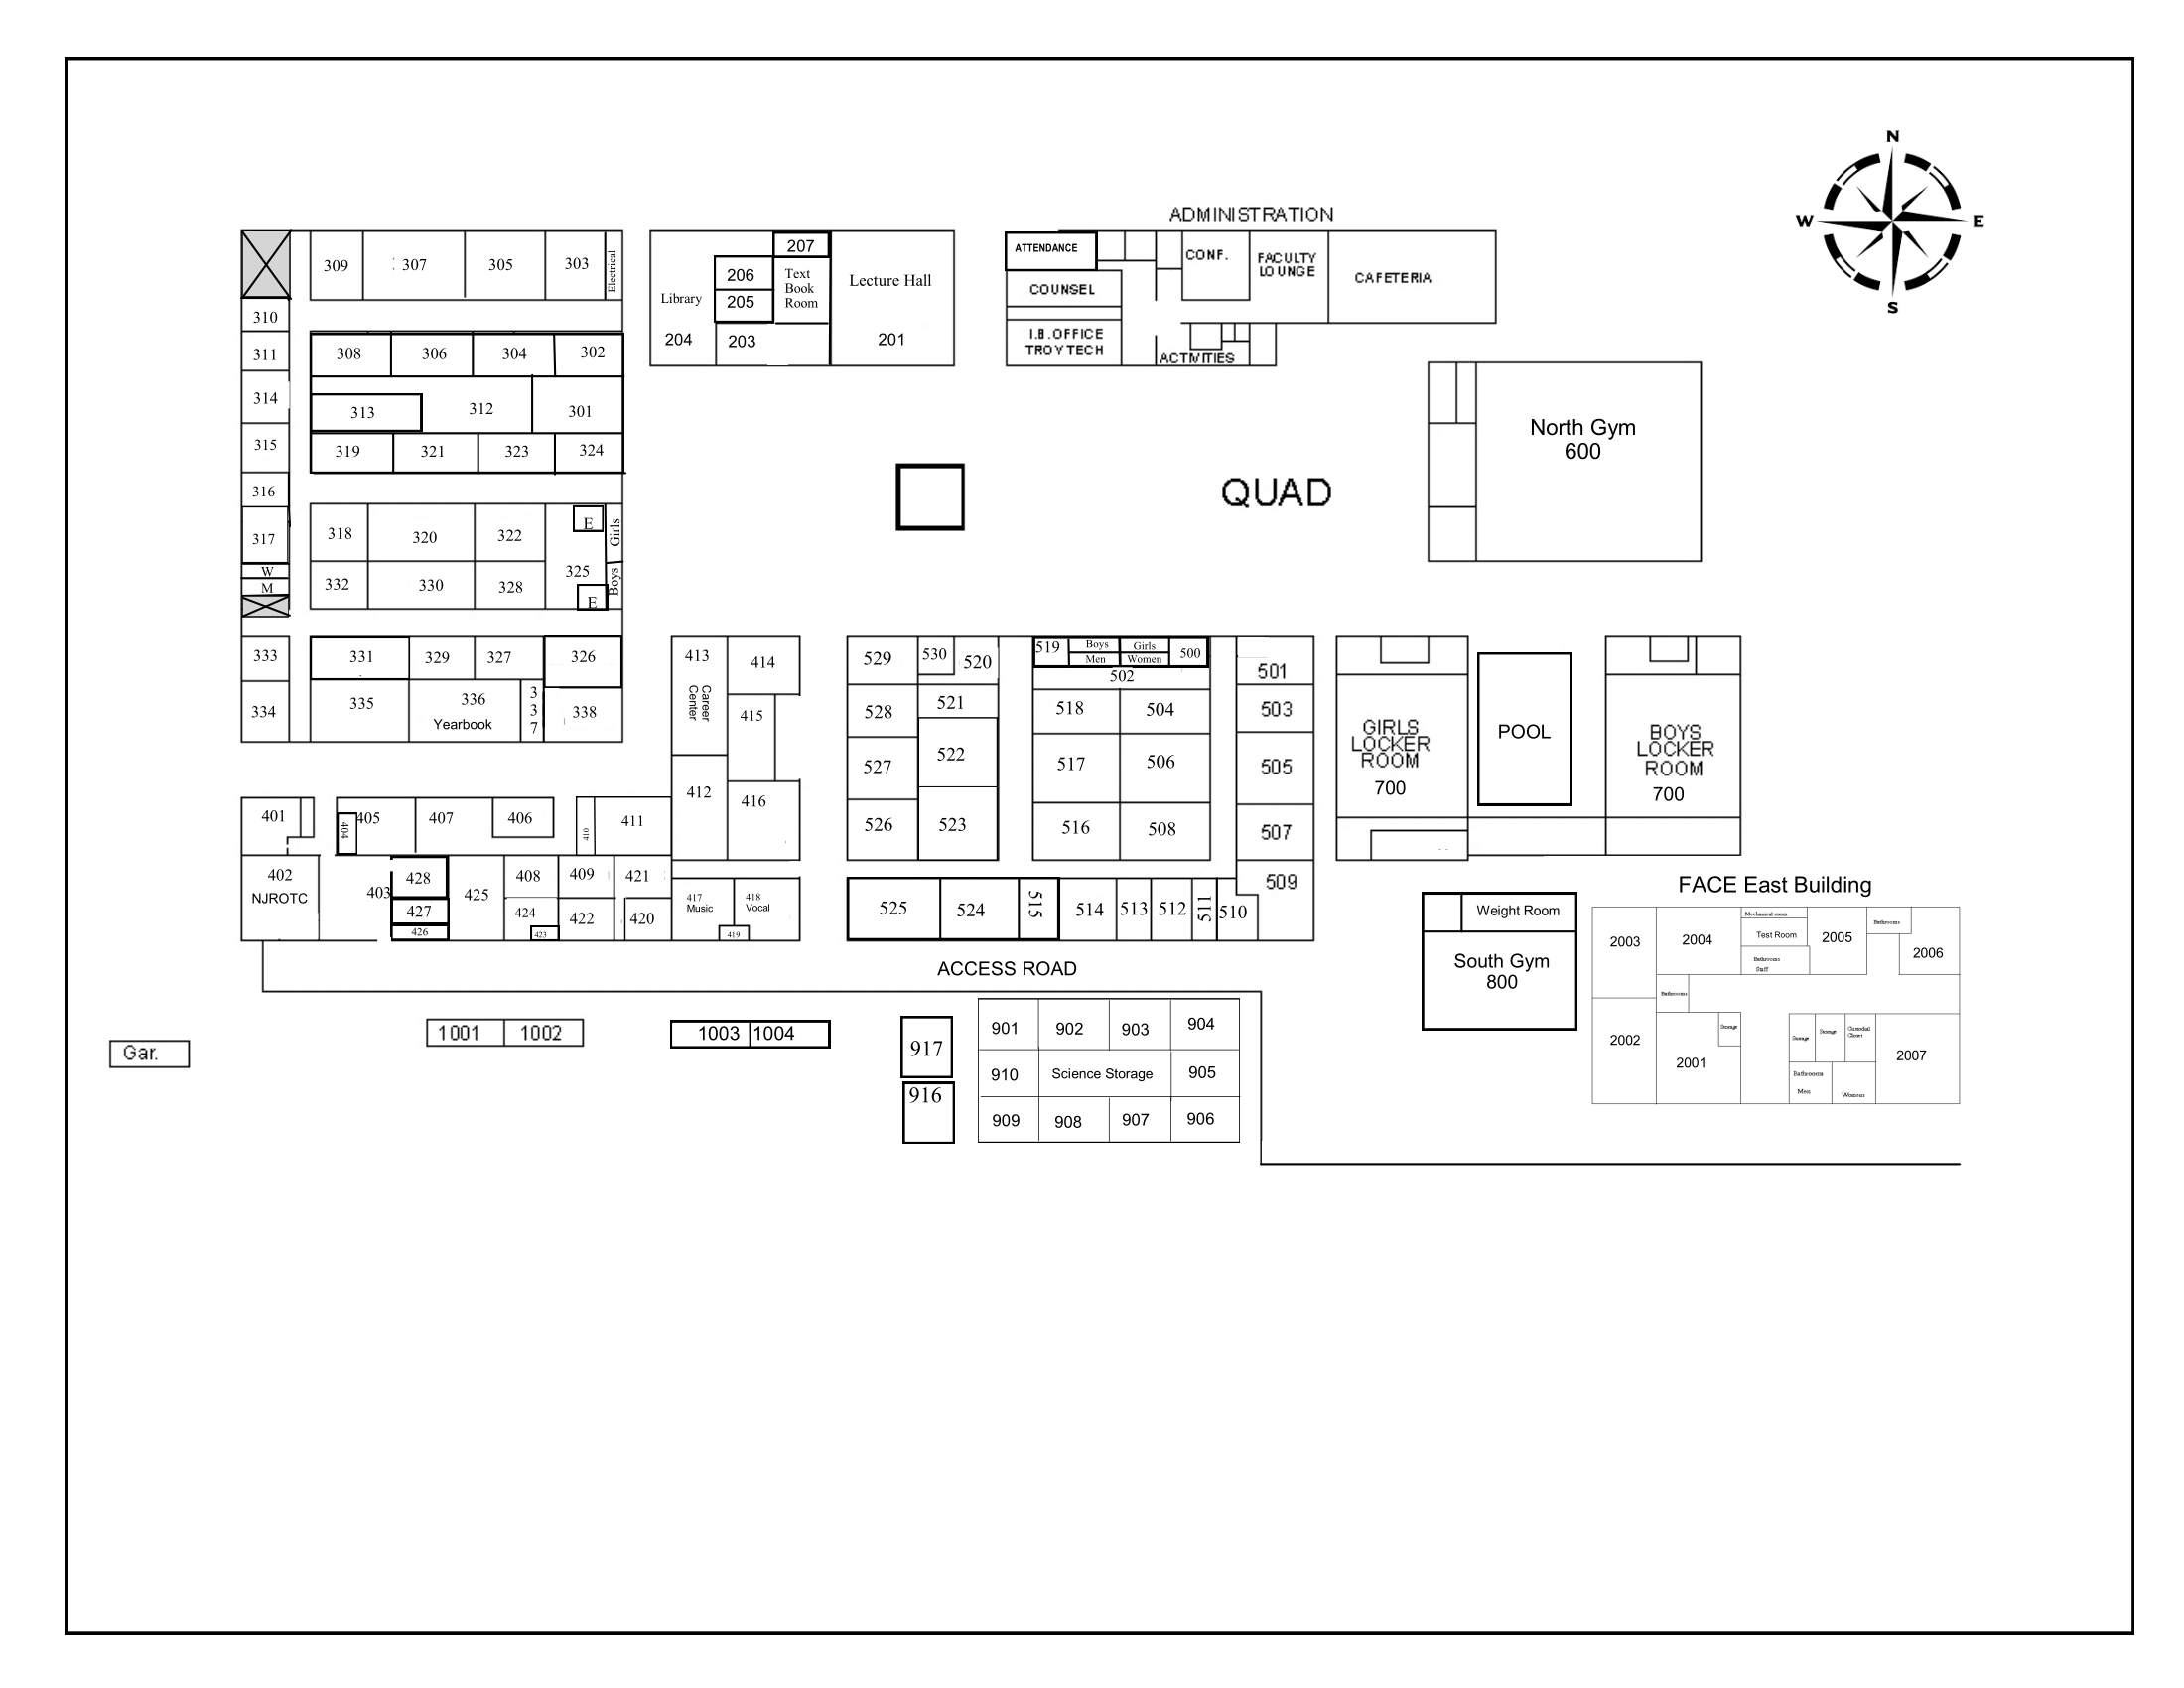 N
W
E
S
ADMINISTRATION
309
307
305
303
Electrical
310
311
314
315
316
317
W
M
308
306
304
302
313
312
301
319
321
323
324
318
320
322
E
Girls
325
332
330
328
E
Boys
333
334
331
329
327
326
335
336
Yearbook
337
338
Library
204
206
205
203
207
Text
Book
Room
Lecture Hall
201
ATTENDANCE
COUNSEL
I.B. OFFICE
TROY TECH
CONF.
FACULTY
LOUNGE
CAFETERIA
ACTIVITIES
QUAD
North Gym
600
401
404
405
407
406
410
411
402
NJROTC
403
428
427
426
425
408
409
421
424
423
422
420
413
Career
Center
414
415
412
416
417
Music
418
Vocal
419
529
530
520
528
521
527
522
526
523
519
Boys
Men
Girls
Women
500
502
518
504
517
506
516
508
501
503
505
507
509
525
524
515
514
513
512
511
510
GIRLS
LOCKER
ROOM
700
POOL
BOYS
LOCKER
ROOM
700
ACCESS ROAD
Weight Room
South Gym
800
FACE East Building
2003
2004
Mechanical room
Test Room
Bathrooms
Staff
2005
Bathrooms
2006
Bathrooms
2002
2001
Storage
Storage
Storage
Custodial
Closet
Bathrooms
Men
Womens
2007
Gar.
1001
1002
1003
1004
917
916
901
902
903
904
910
Science Storage
905
909
908
907
906